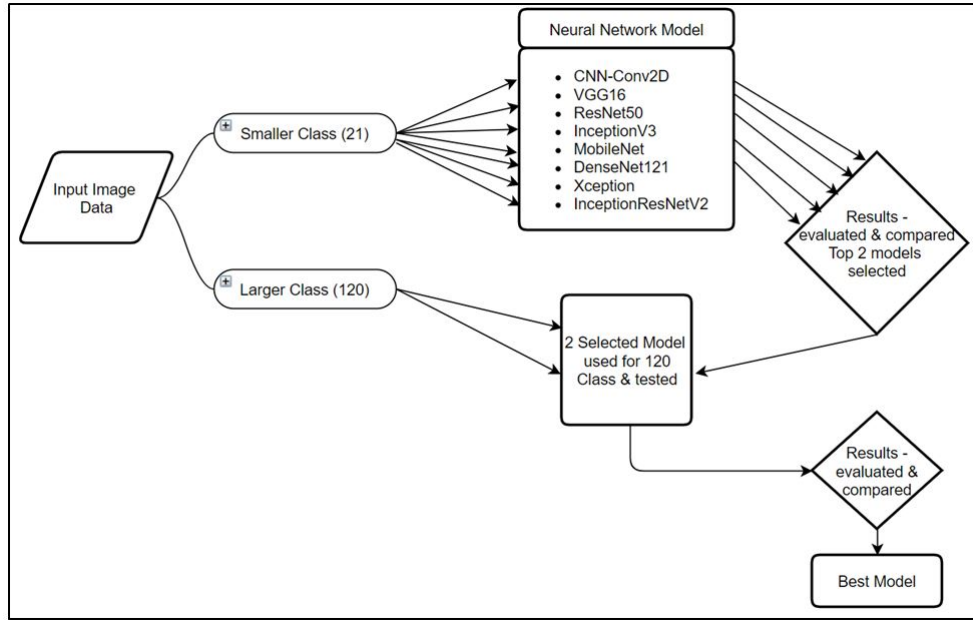 Input Image
Data
Smaller Class (21)
Larger Class (120)
Neural Network Model
• CNN-Conv2D
• VGG16
• ResNet50
• InceptionV3
• MobileNet
• DenseNet121
• Xception
• InceptionResNetV2
Results -
evaluated & compared
Top 2 models
selected
2 Selected Model
used for 120
Class & tested
Results -
evaluated &
compared
Best Model